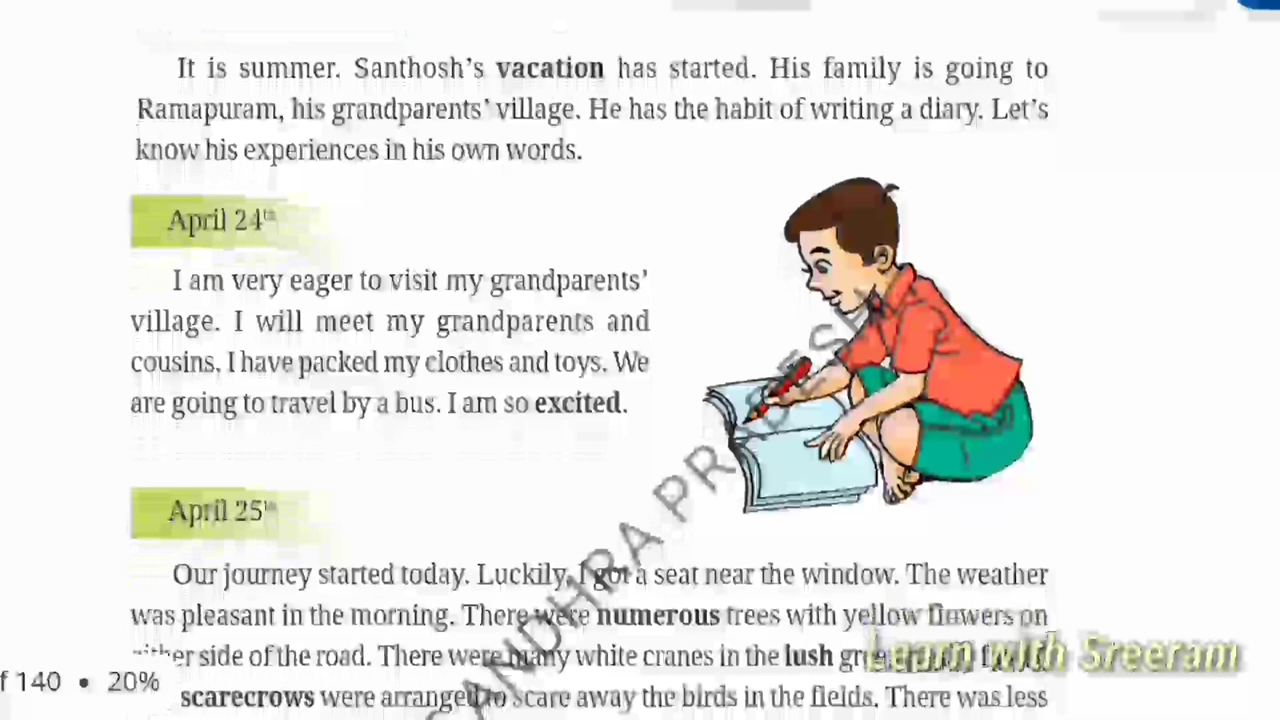 It is summer. Santhosh's vacation has started. His family is going to
Ramapuram, his grandparents' village. He has the habit of writing a diary. Let's
know his experiences in his own words.
April 24th
I am very eager to visit my grandparents'
village. I will meet my grandparents and
cousins. I have packed my clothes and toys. We
are going to travel by a bus. I am so excited.
April 25th
Our journey started today. Luckily, I got a seat near the window. The weather
was pleasant in the morning. There were numerous trees with yellow flowers on
side of the road. There were many white cranes in the lush
scarecrows were arranged to scare away the birds in the fields. There was less
f 140 • 20%
Learn with Sreeram
ANDHRA PRADESH